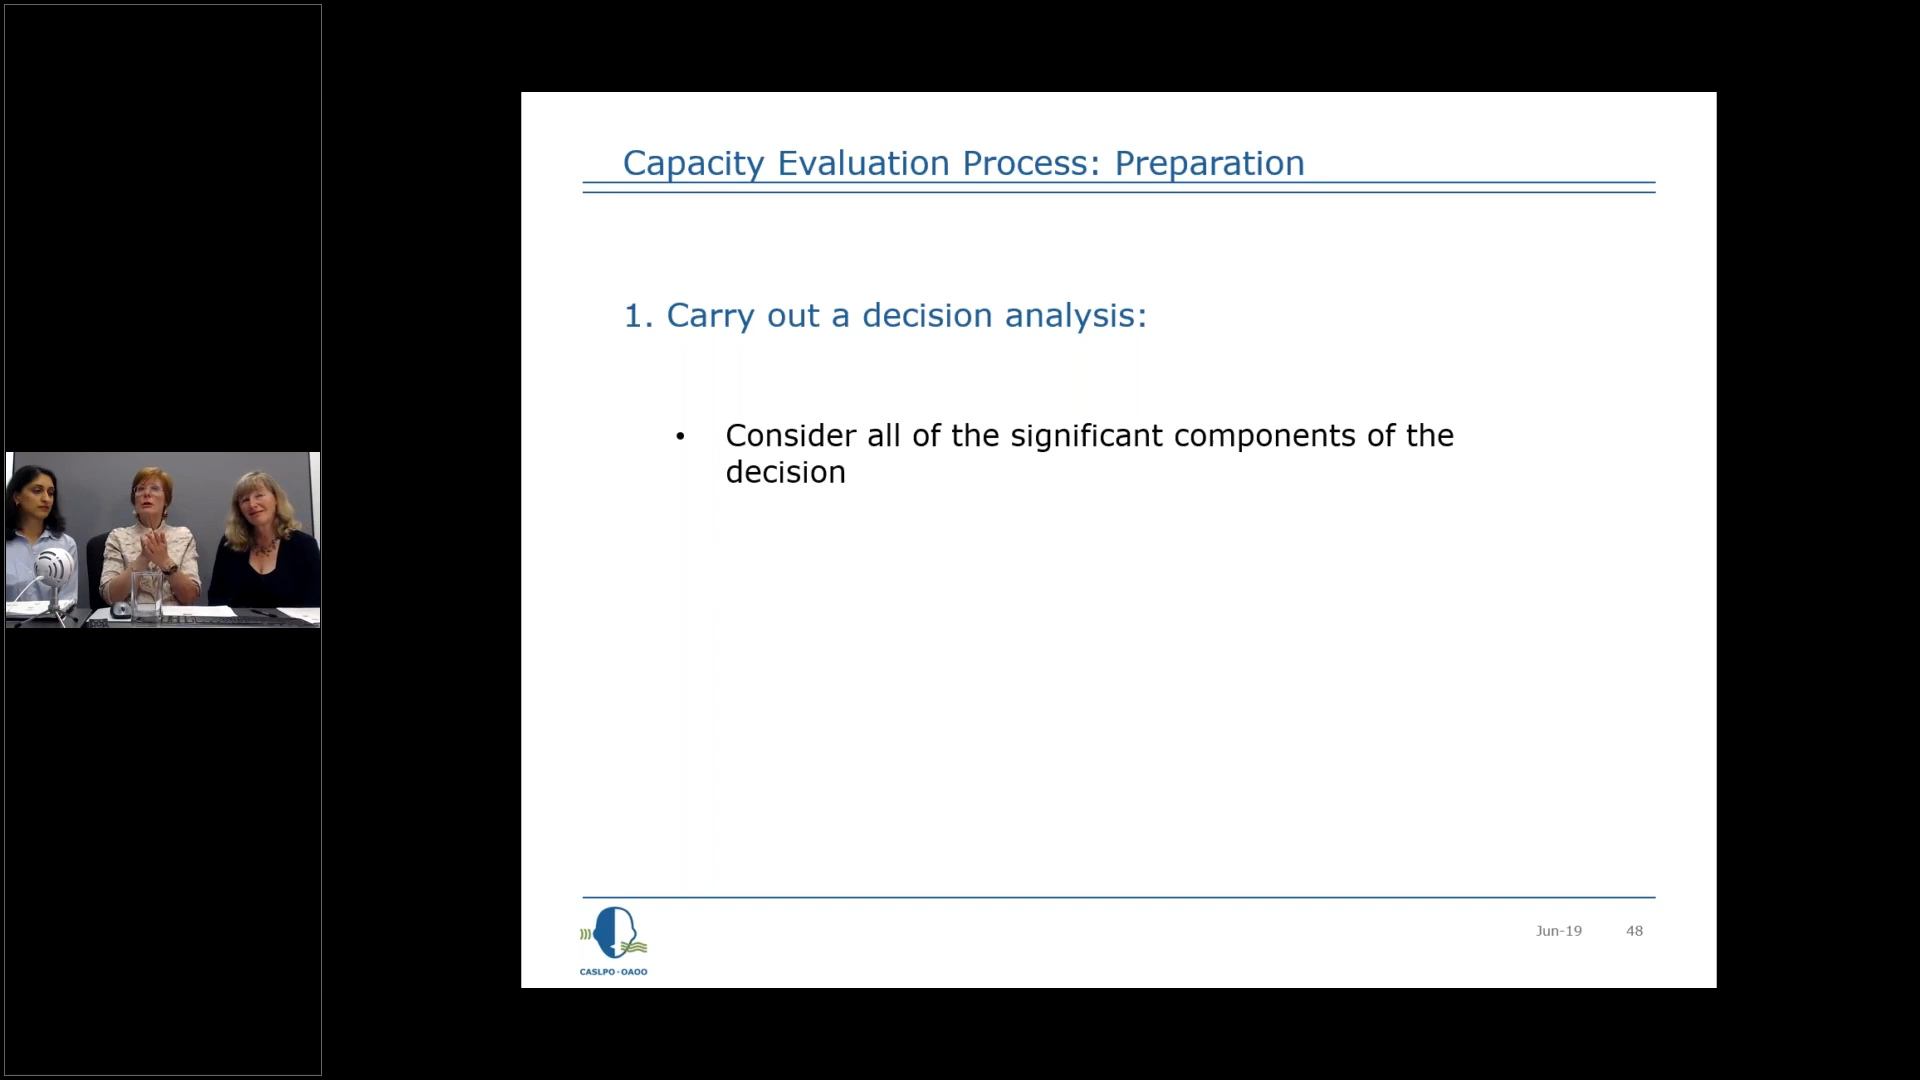 Capacity Evaluation Process: Preparation
1. Carry out a decision analysis:
• Consider all of the significant components of the
decision
CASLPO-OAOO
Jun-19 48